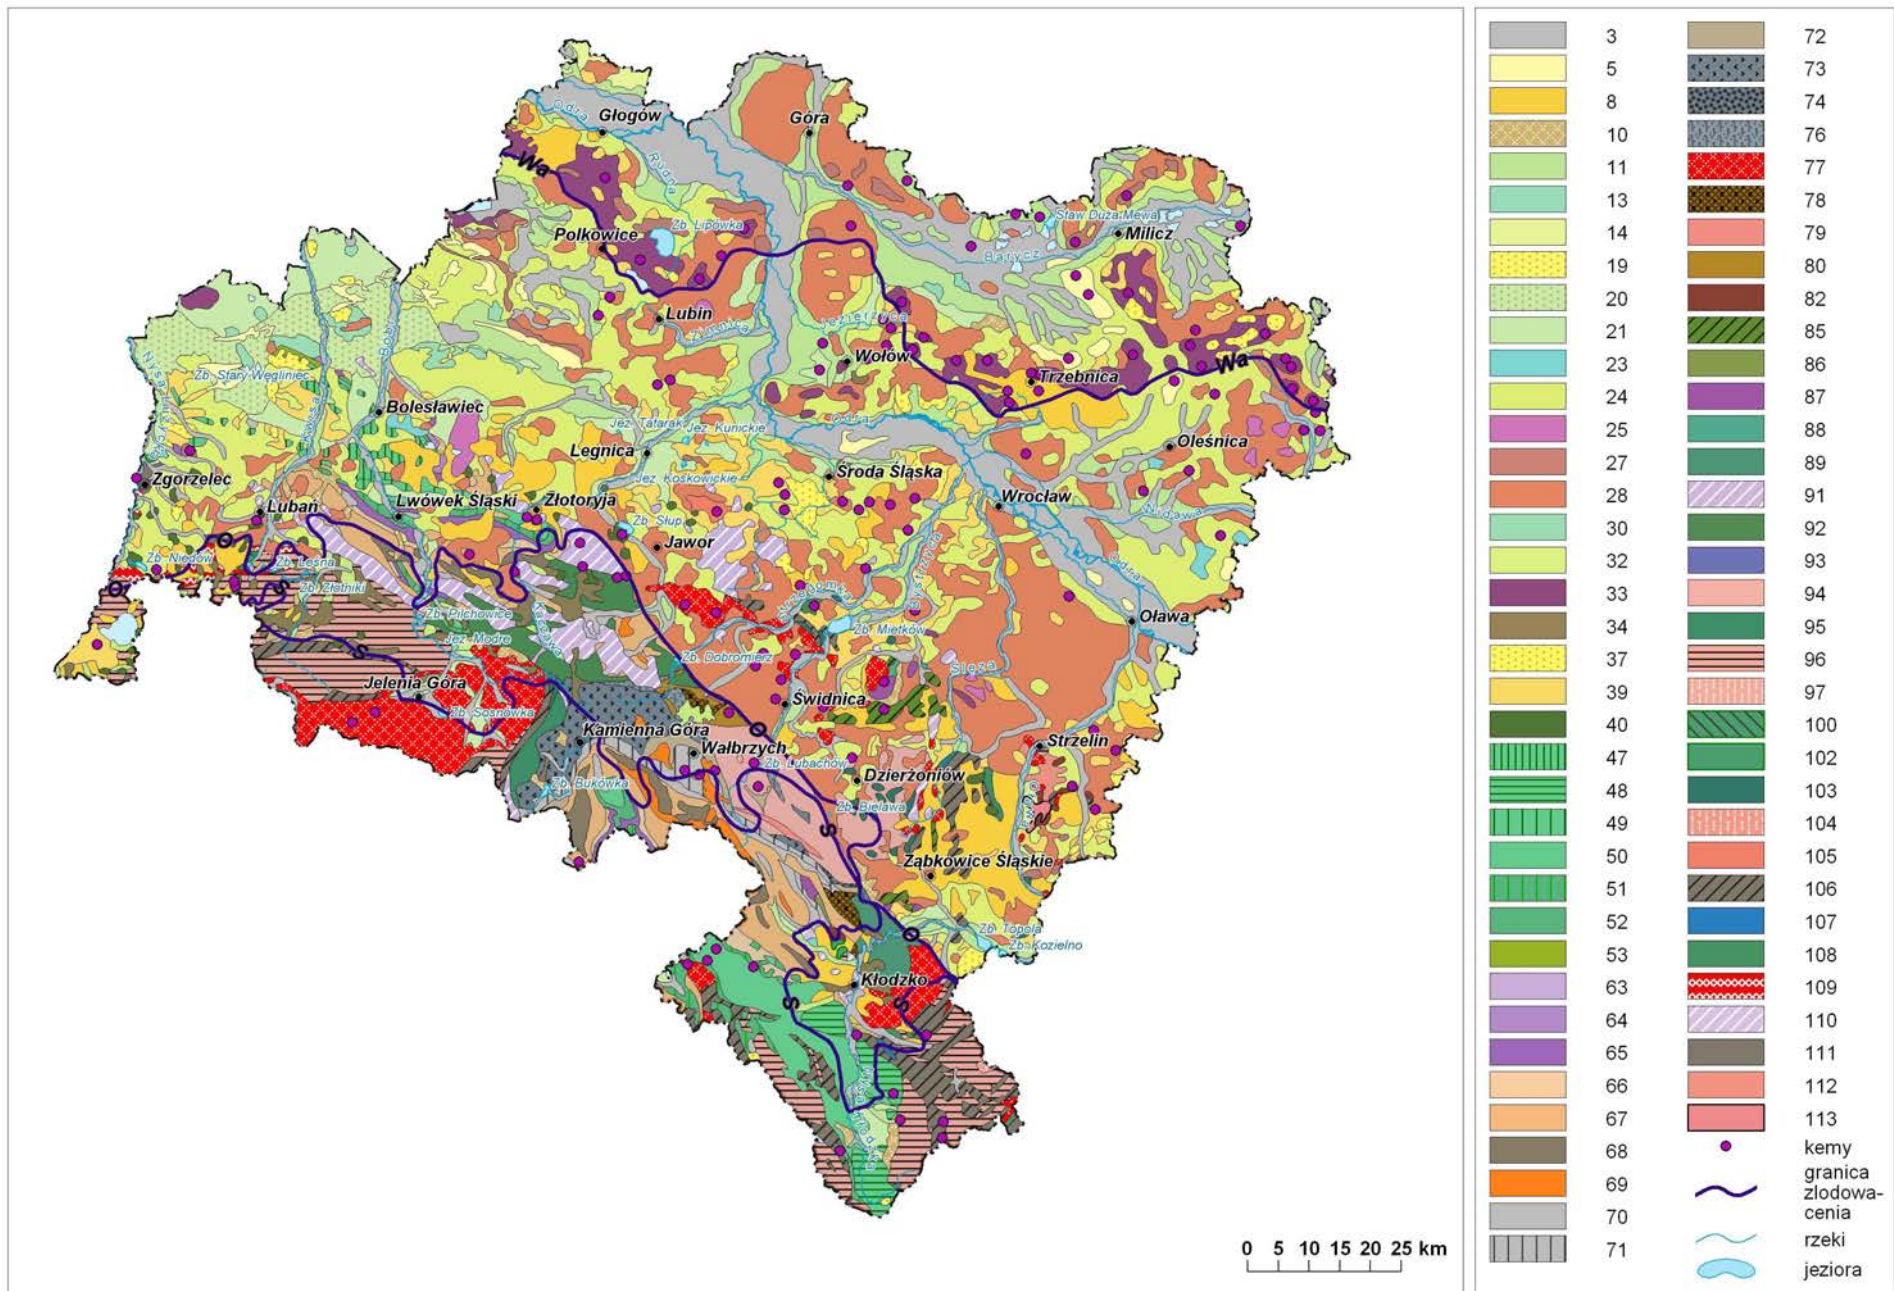 Odra
Głogów
Góra
Wa
Rudna
Zb. Lipówka
Staw Duża Mewa
Polkowice
Milicz
Barycz
Lubin
Zimnica
Jezierzyca
Wołów
Wa
Trzebnica
Nysa Łużycka
Zb. Stary Węgliniec
Kwisa
Bóbr
Bolesławiec
Jez. Tatarak
Jez. Kunickie
Odra
Oleśnica
Legnica
Jez. Koskowickie
Środa Śląska
Zgorzelec
Lubań
Lwówek Śląski
Złotoryja
Wrocław
Nidawa
Zb. Słup
Jawor
Bystrzyca
O
Zb. Niedów
Zb. Leśna
S
Zb. Złotniki
O
Odra
Zb. Pilchowice
Oława
Zb. Mietków
Jez. Modre
Ślęza
S
Zb. Dobromierz
Jelenia Góra
Świdnica
Zb. Sosnówka
Kamienna Góra
O
Strzelin
Wałbrzych
Zb. Lubachów
Dzierżoniów
Zb. Bukówka
Zb. Bielawa
S
Ząbkowice Śląskie
O
Zb. Topola
Zb. Kozielno
Kłodzko
S
S
0 5 10 15 20 25 km
3
5
8
10
11
13
14
19
20
21
23
24
25
27
28
30
32
33
34
37
39
40
47
48
49
50
51
52
53
63
64
65
66
67
68
69
70
71
72
73
74
76
77
78
79
80
82
85
86
87
88
89
91
92
93
94
95
96
97
100
102
103
104
105
106
107
108
109
110
111
112
113
kemy
granica
zlodowa-
cenia
rzeki
jeziora